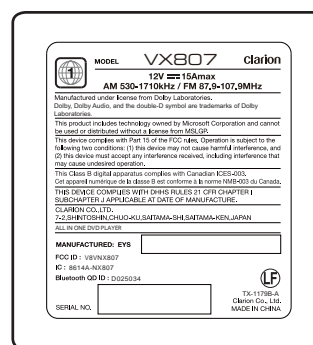 1
MODEL VX807 Clarion
12V 15Amax
AM 530-1710kHz / FM 87.9-107.9MHz
Manufactured under license from Dolby Laboratories.
Dolby, Dolby Audio, and the double-D symbol are trademarks of Dolby
Laboratories.
This product includes technology owned by Microsoft Corporation and cannot
be used or distributed without a license from MSLGP.
This device complies with Part 15 of the FCC rules, Operation is subject to the
following two conditions: (1) this device may not cause harmful interference, and
(2) this device must accept any interference received, including interference that
may cause undesired operation.
This Class B digital apparatus complies with Canadian ICES-003.
Cet appareil numérique de la classe B est conforme à la norme NMB-003 du Canada.
THIS DEVICE COMPLIES WITH DHHS RULES 21 CFR CHAPTER I
SUBCHAPTER J APPLICABLE AT DATE OF MANUFACTURE.
CLARION CO.,LTD.
7-2,SHINTOSHIN,CHUO-KU,SAITAMA-SHI,SAITAMA-KEN,JAPAN
ALL IN ONE DVD PLAYER
MANUFACTURED: EYS
FCC ID : V8VNX807
IC : 8614A-NX807
Bluetooth QD ID : D025034
LF
TX-1179B-A
Clarion Co., Ltd.
SERIAL NO. MADE IN CHINA